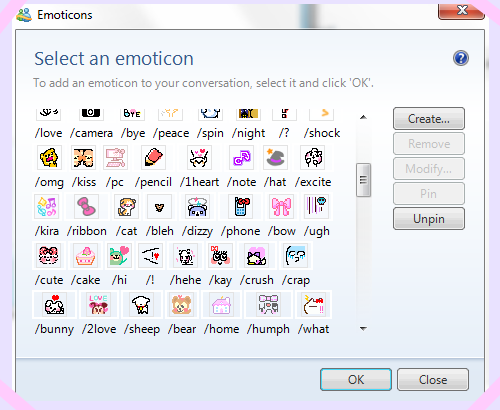 Emoticons
Select an emoticon
To add an emoticon to your conversation, select it and click 'OK'.
BYE
/love /camera /bye /peace /spin /night /? /shock
/omg /kiss /pc /pencil /1heart /note /hat /excite
/kira /ribbon /cat /bleh /dizzy /phone /bow /ugh
/cute /cake /hi /! /hehe /kay /crush /crap
LOVE
/bunny /2love /sheep /bear /home /humph /what
Create...
Remove
Modify...
Pin
Unpin
OK
Close